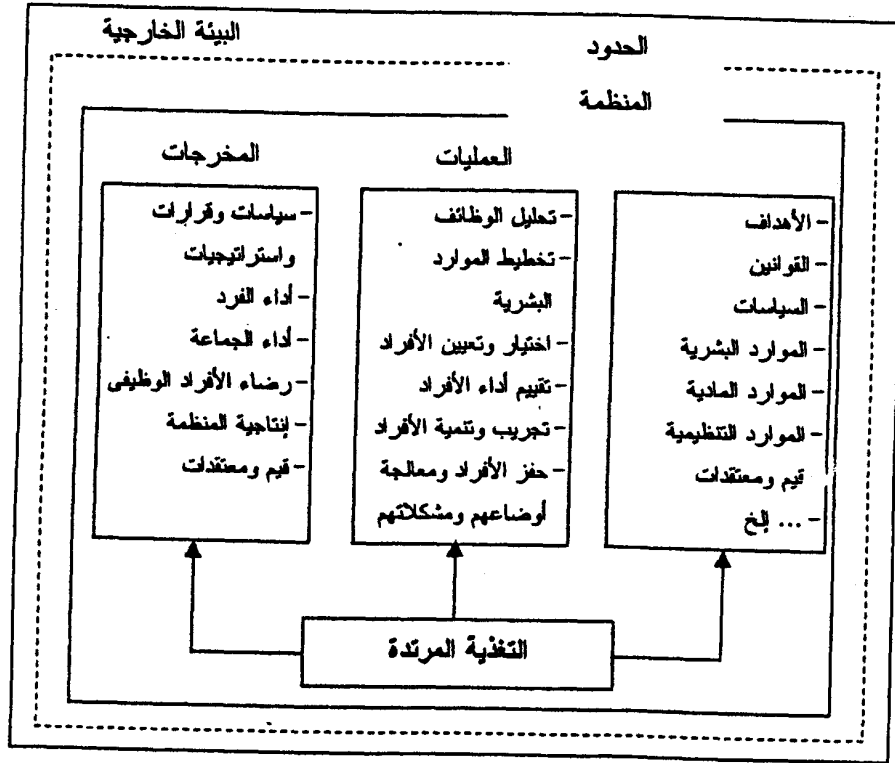 الحدود
البيئة الخارجية
المنظمة
- الأهداف
- القوانين
- السياسات
- الموارد البشرية
- الموارد المادية
- الموارد التنظيمية
قيم ومعتقدات
- ... إلخ
العمليات
- تحليل الوظائف
- تخطيط الموارد
البشرية
- اختيار وتعيين الأفراد
- تقييم أداء الأفراد
- تجريب وتنمية الأفراد
- حفز الأفراد ومعالجة
أوضاعهم ومشكلاتهم
المخرجات
- سياسات وقرارات
واستراتيجيات
- أداء الفرد
- أداء الجماعة
- رضاء الأفراد الوظيفى
- إنتاجية المنظمة
- قيم ومعتقدات
التغذية المرتدة